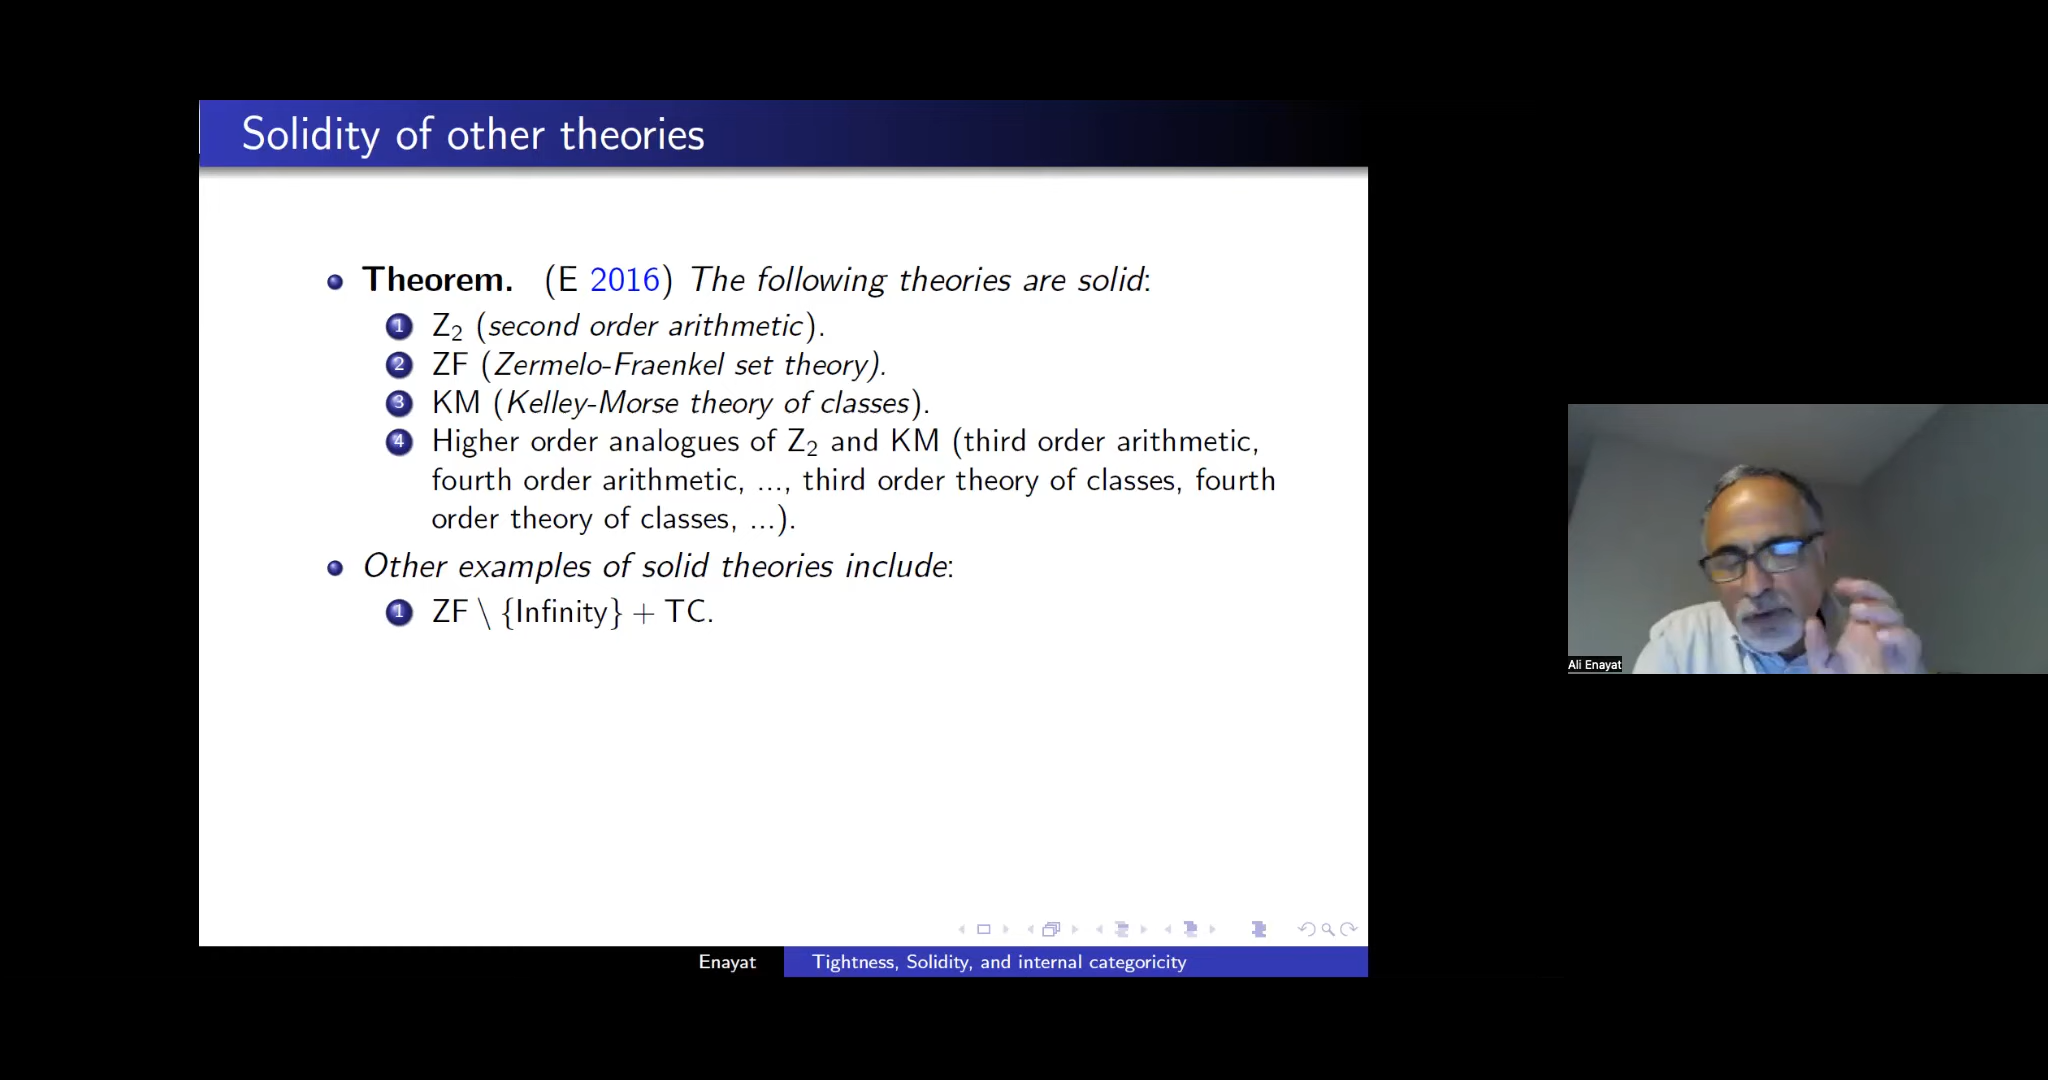 Solidity of other theories
Theorem. (E 2016) The following theories are solid:
1 Z₂ (second order arithmetic).
2 ZF (Zermelo-Fraenkel set theory).
3 KM (Kelley-Morse theory of classes).
4 Higher order analogues of Z₂ and KM (third order arithmetic,
fourth order arithmetic, ..., third order theory of classes, fourth
order theory of classes, ...).
Other examples of solid theories include:
1 ZF \ {Infinity} + TC.
Ali Enayat
Enayat
Tightness, Solidity, and internal categoricity